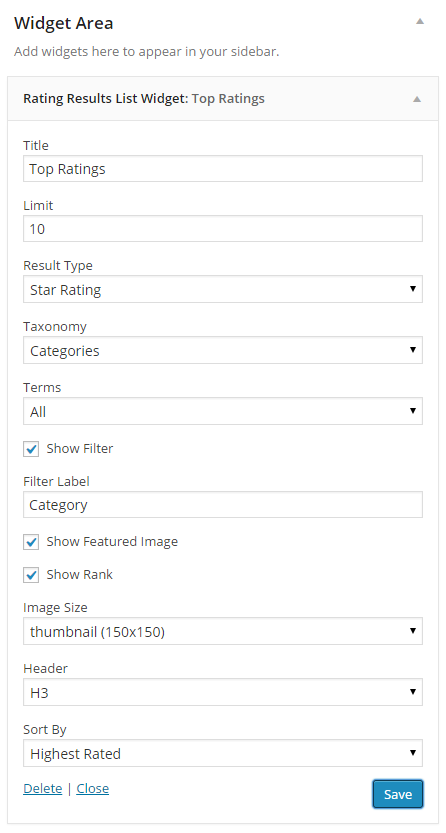 Widget Area
Add widgets here to appear in your sidebar.
Rating Results List Widget: Top Ratings
Title
Top Ratings
Limit
10
Result Type
Star Rating
Taxonomy
Categories
Terms
All
Show Filter
Filter Label
Category
Show Featured Image
Show Rank
Image Size
thumbnail (150x150)
Header
H3
Sort By
Highest Rated
Delete | Close
Save